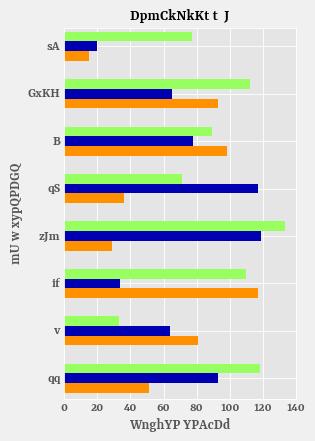 DpmCkNkKt t J
sA
GxKH
B
qS
zJm
if
v
qq
mU w xypQPDGQ
0 20 40 60 80 100 120 140
WnghYP YPAcDd